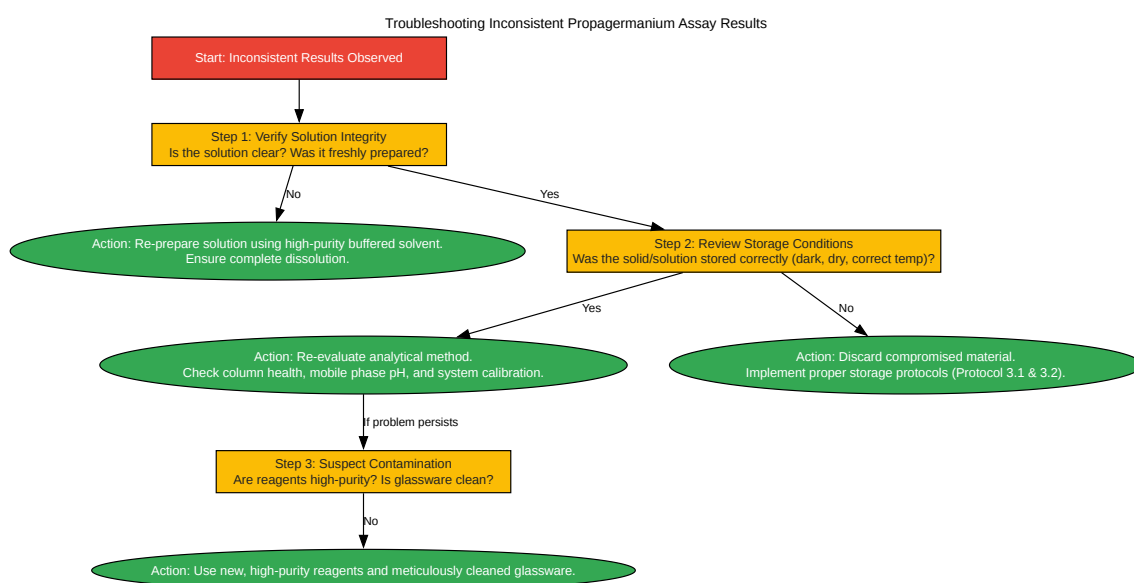 Troubleshooting Inconsistent Propagermanium Assay Results
Start: Inconsistent Results Observed
Step 1: Verify Solution Integrity
Is the solution clear? Was it freshly prepared?
No
Yes
Action: Re-prepare solution using high-purity buffered solvent.
Ensure complete dissolution.
Step 2: Review Storage Conditions
Was the solid/solution stored correctly (dark, dry, correct temp)?
Yes
No
Action: Re-evaluate analytical method.
Check column health, mobile phase pH, and system calibration.
Action: Discard compromised material.
Implement proper storage protocols (Protocol 3.1 & 3.2).
If problem persists
Step 3: Suspect Contamination
Are reagents high-purity? Is glassware clean?
No
Action: Use new, high-purity reagents and meticulously cleaned glassware.